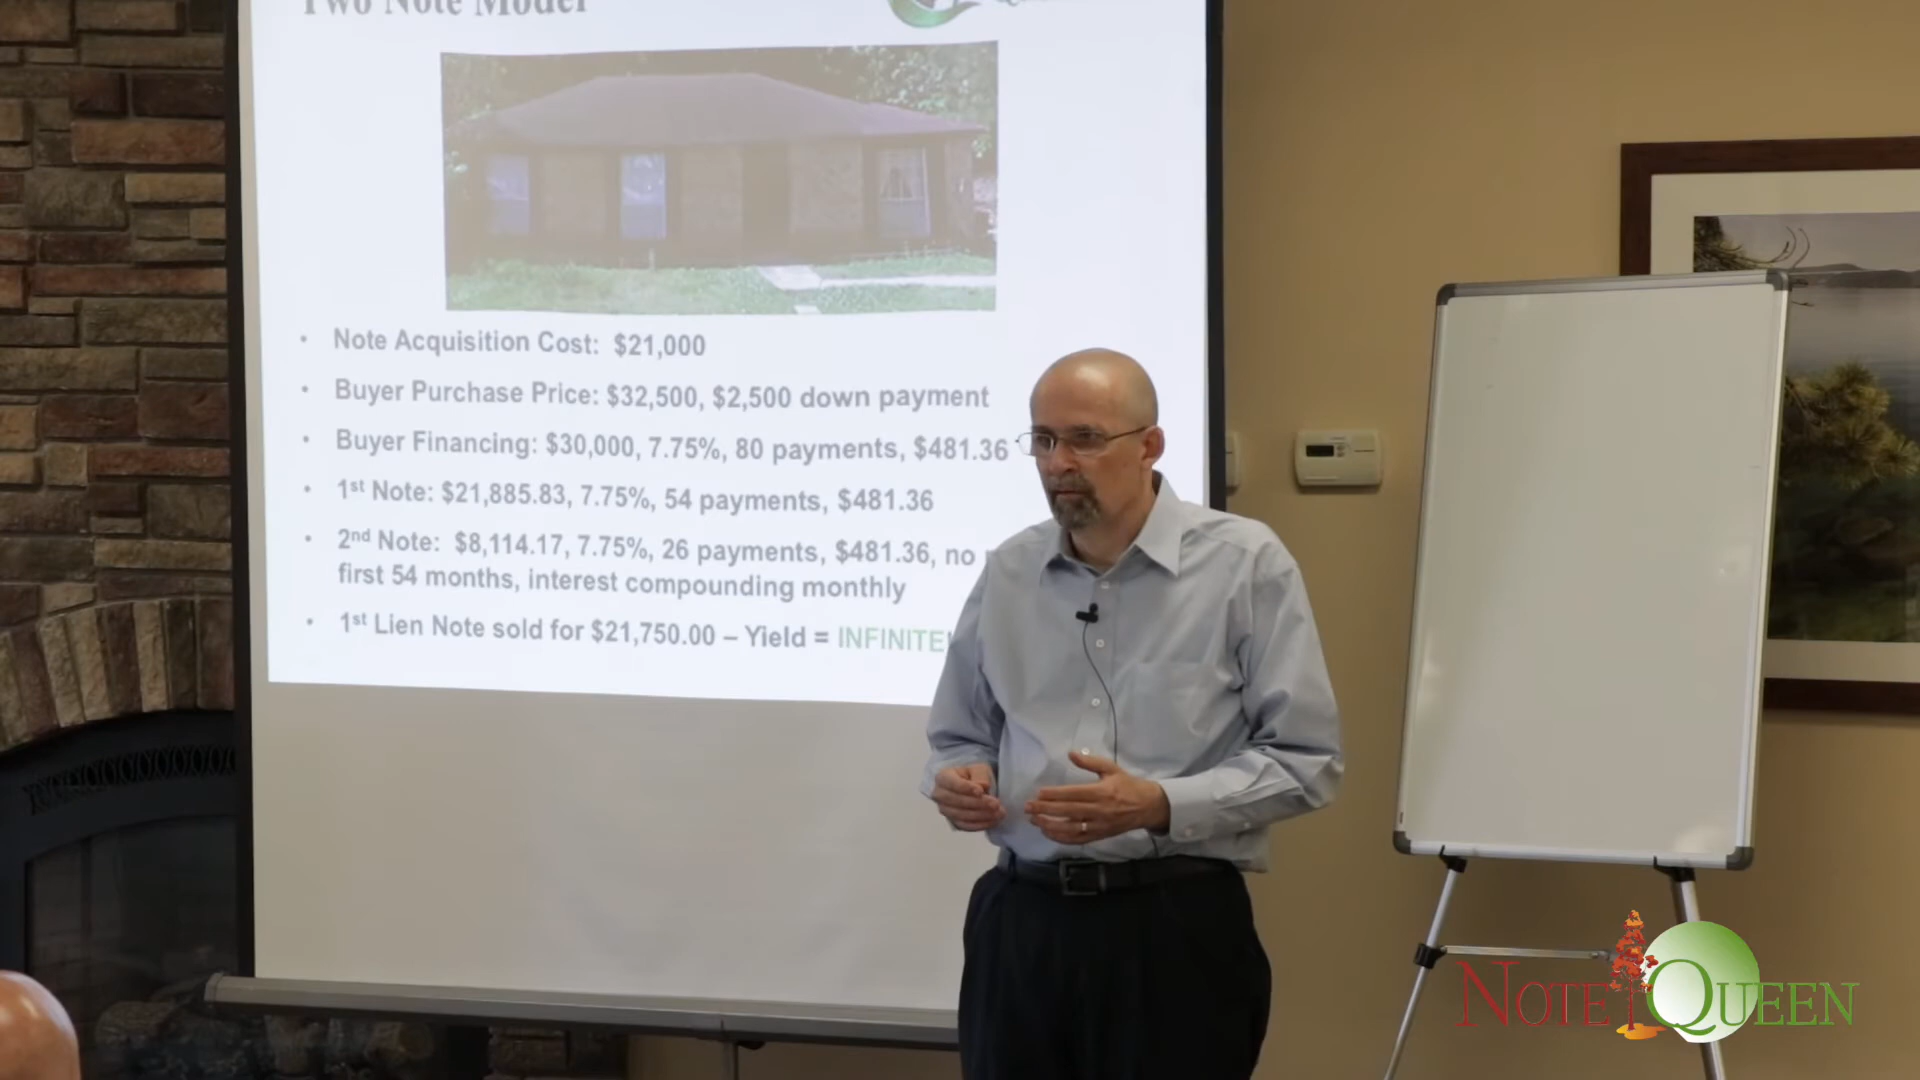 Two Note Model
• Note Acquisition Cost: $21,000
• Buyer Purchase Price: $32,500, $2,500 down payment
• Buyer Financing: $30,000, 7.75%, 80 payments, $481.36
• 1st Note: $21,885.83, 7.75%, 54 payments, $481.36
• 2nd Note: $8,114.17, 7.75%, 26 payments, $481.36, no
first 54 months, interest compounding monthly
• 1st Lien Note sold for $21,750.00 – Yield = INFINITE
NOTE QUEEN